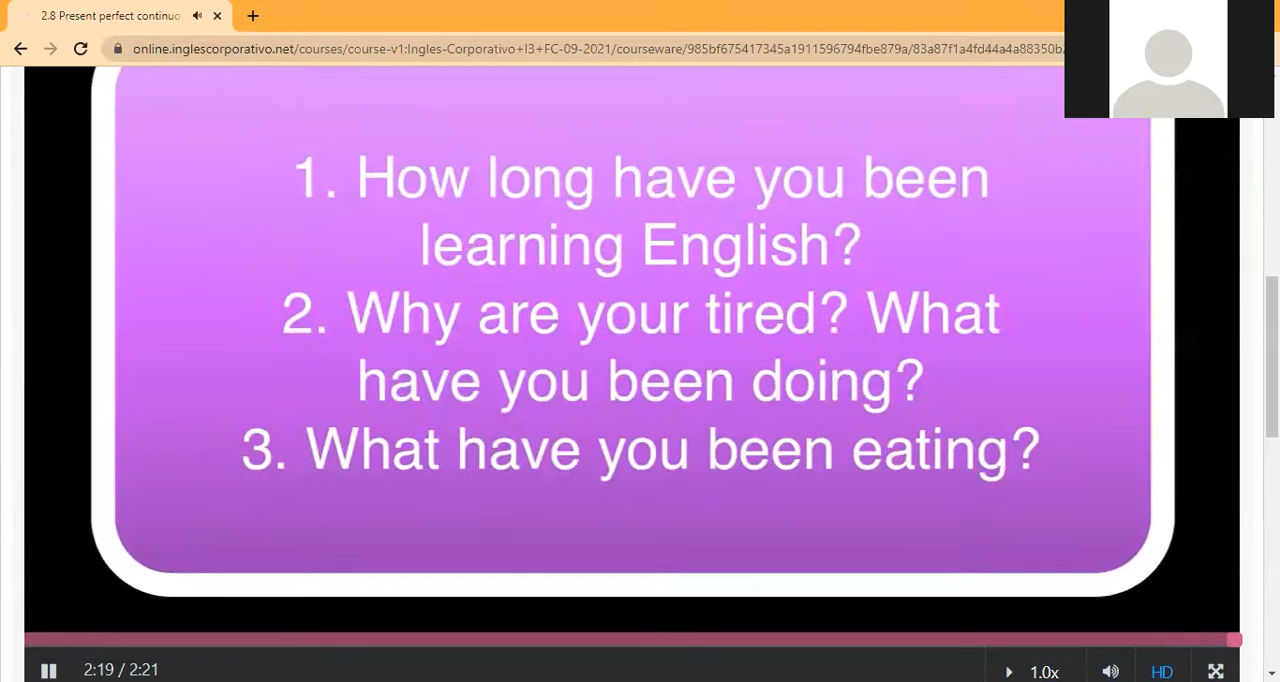 2.8 Present perfect continuo
online.inglescorporativo.net/courses/course-v1:Ingles-Corporativo+I3+FC-09-2021/courseware/985bf675417345a1911596794fbe879a/83a87f1a4fd44a4a88350b
1. How long have you been
learning English?
2. Why are your tired? What
have you been doing?
3. What have you been eating?
2:19 / 2:21
1.0x
HD